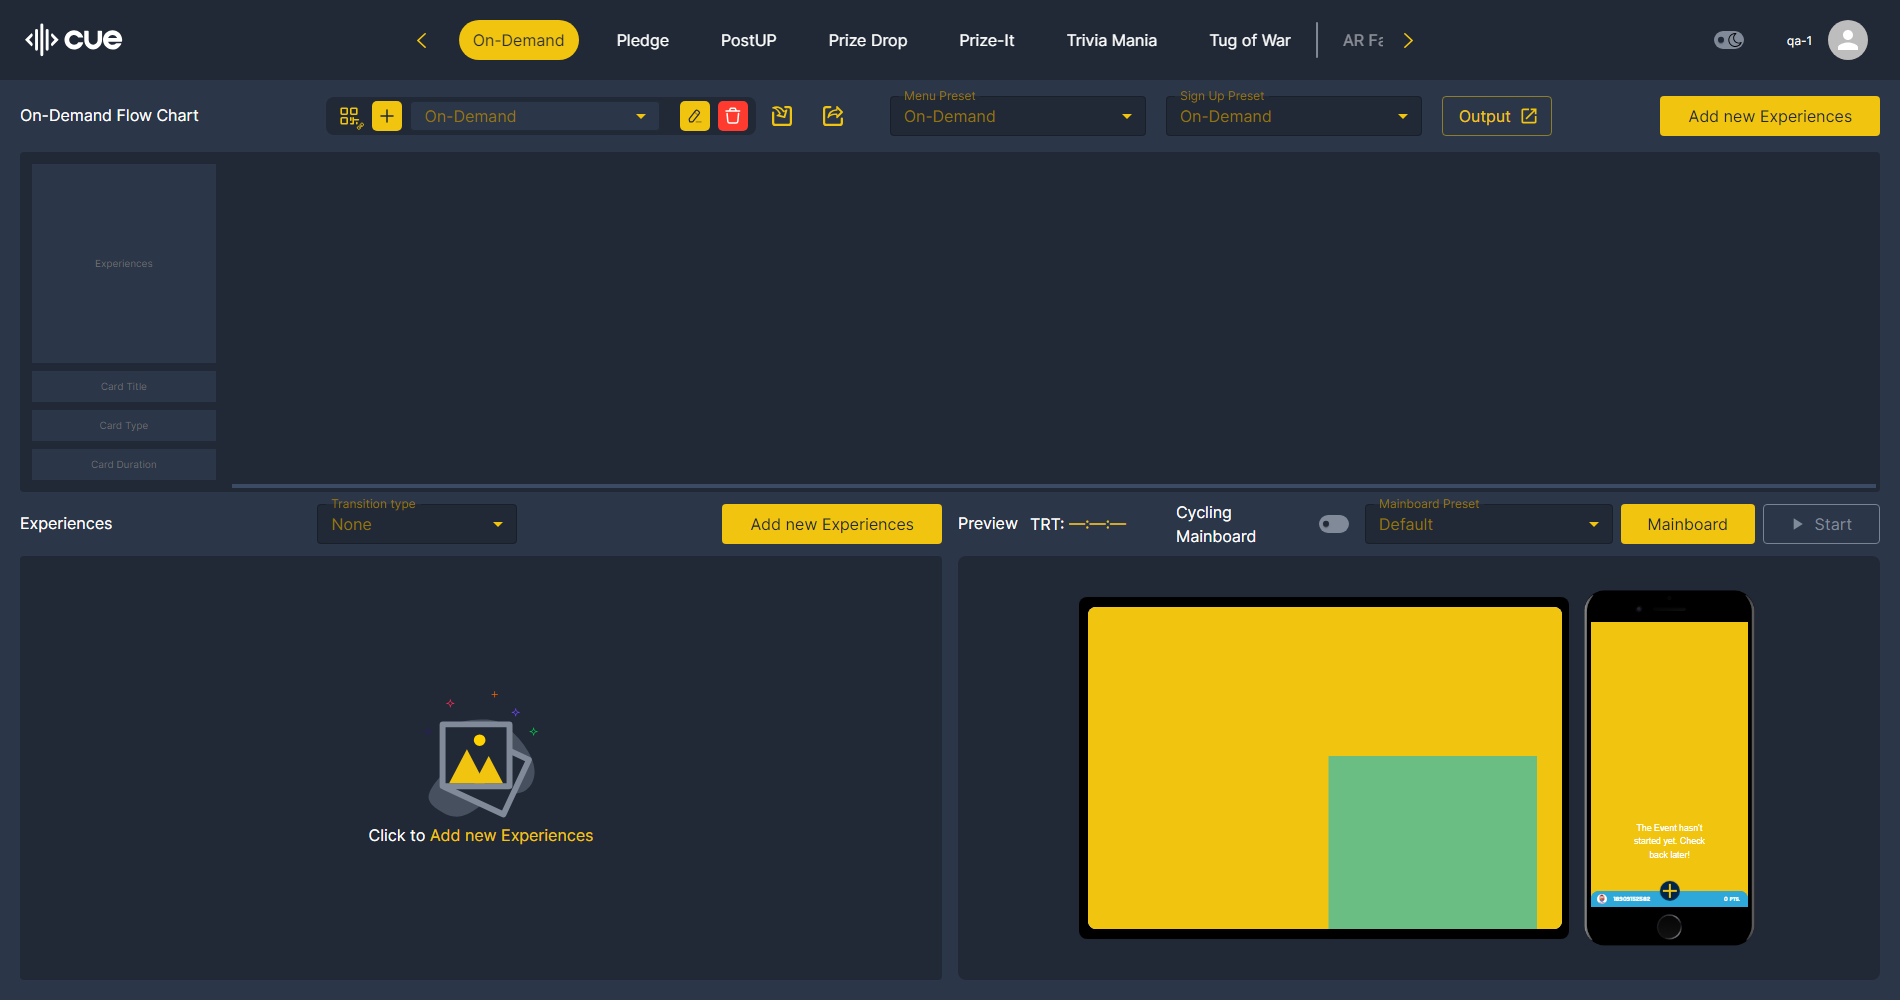 cue
On-Demand
Pledge
PostUP
Prize Drop
Prize-It
Trivia Mania
Tug of War
AR Fa
qa-1
On-Demand Flow Chart
On-Demand
Menu Preset
On-Demand
Sign Up Preset
On-Demand
Output
Add new Experiences
Experiences
Card Title
Card Type
Card Duration
Experiences
Transition type
None
Add new Experiences
Preview
TRT: —:—:—
Cycling
Mainboard
Mainboard Preset
Default
Mainboard
Start
Click to Add new Experiences
The Event hasn't
started yet. Check
back later!
0 PTS.